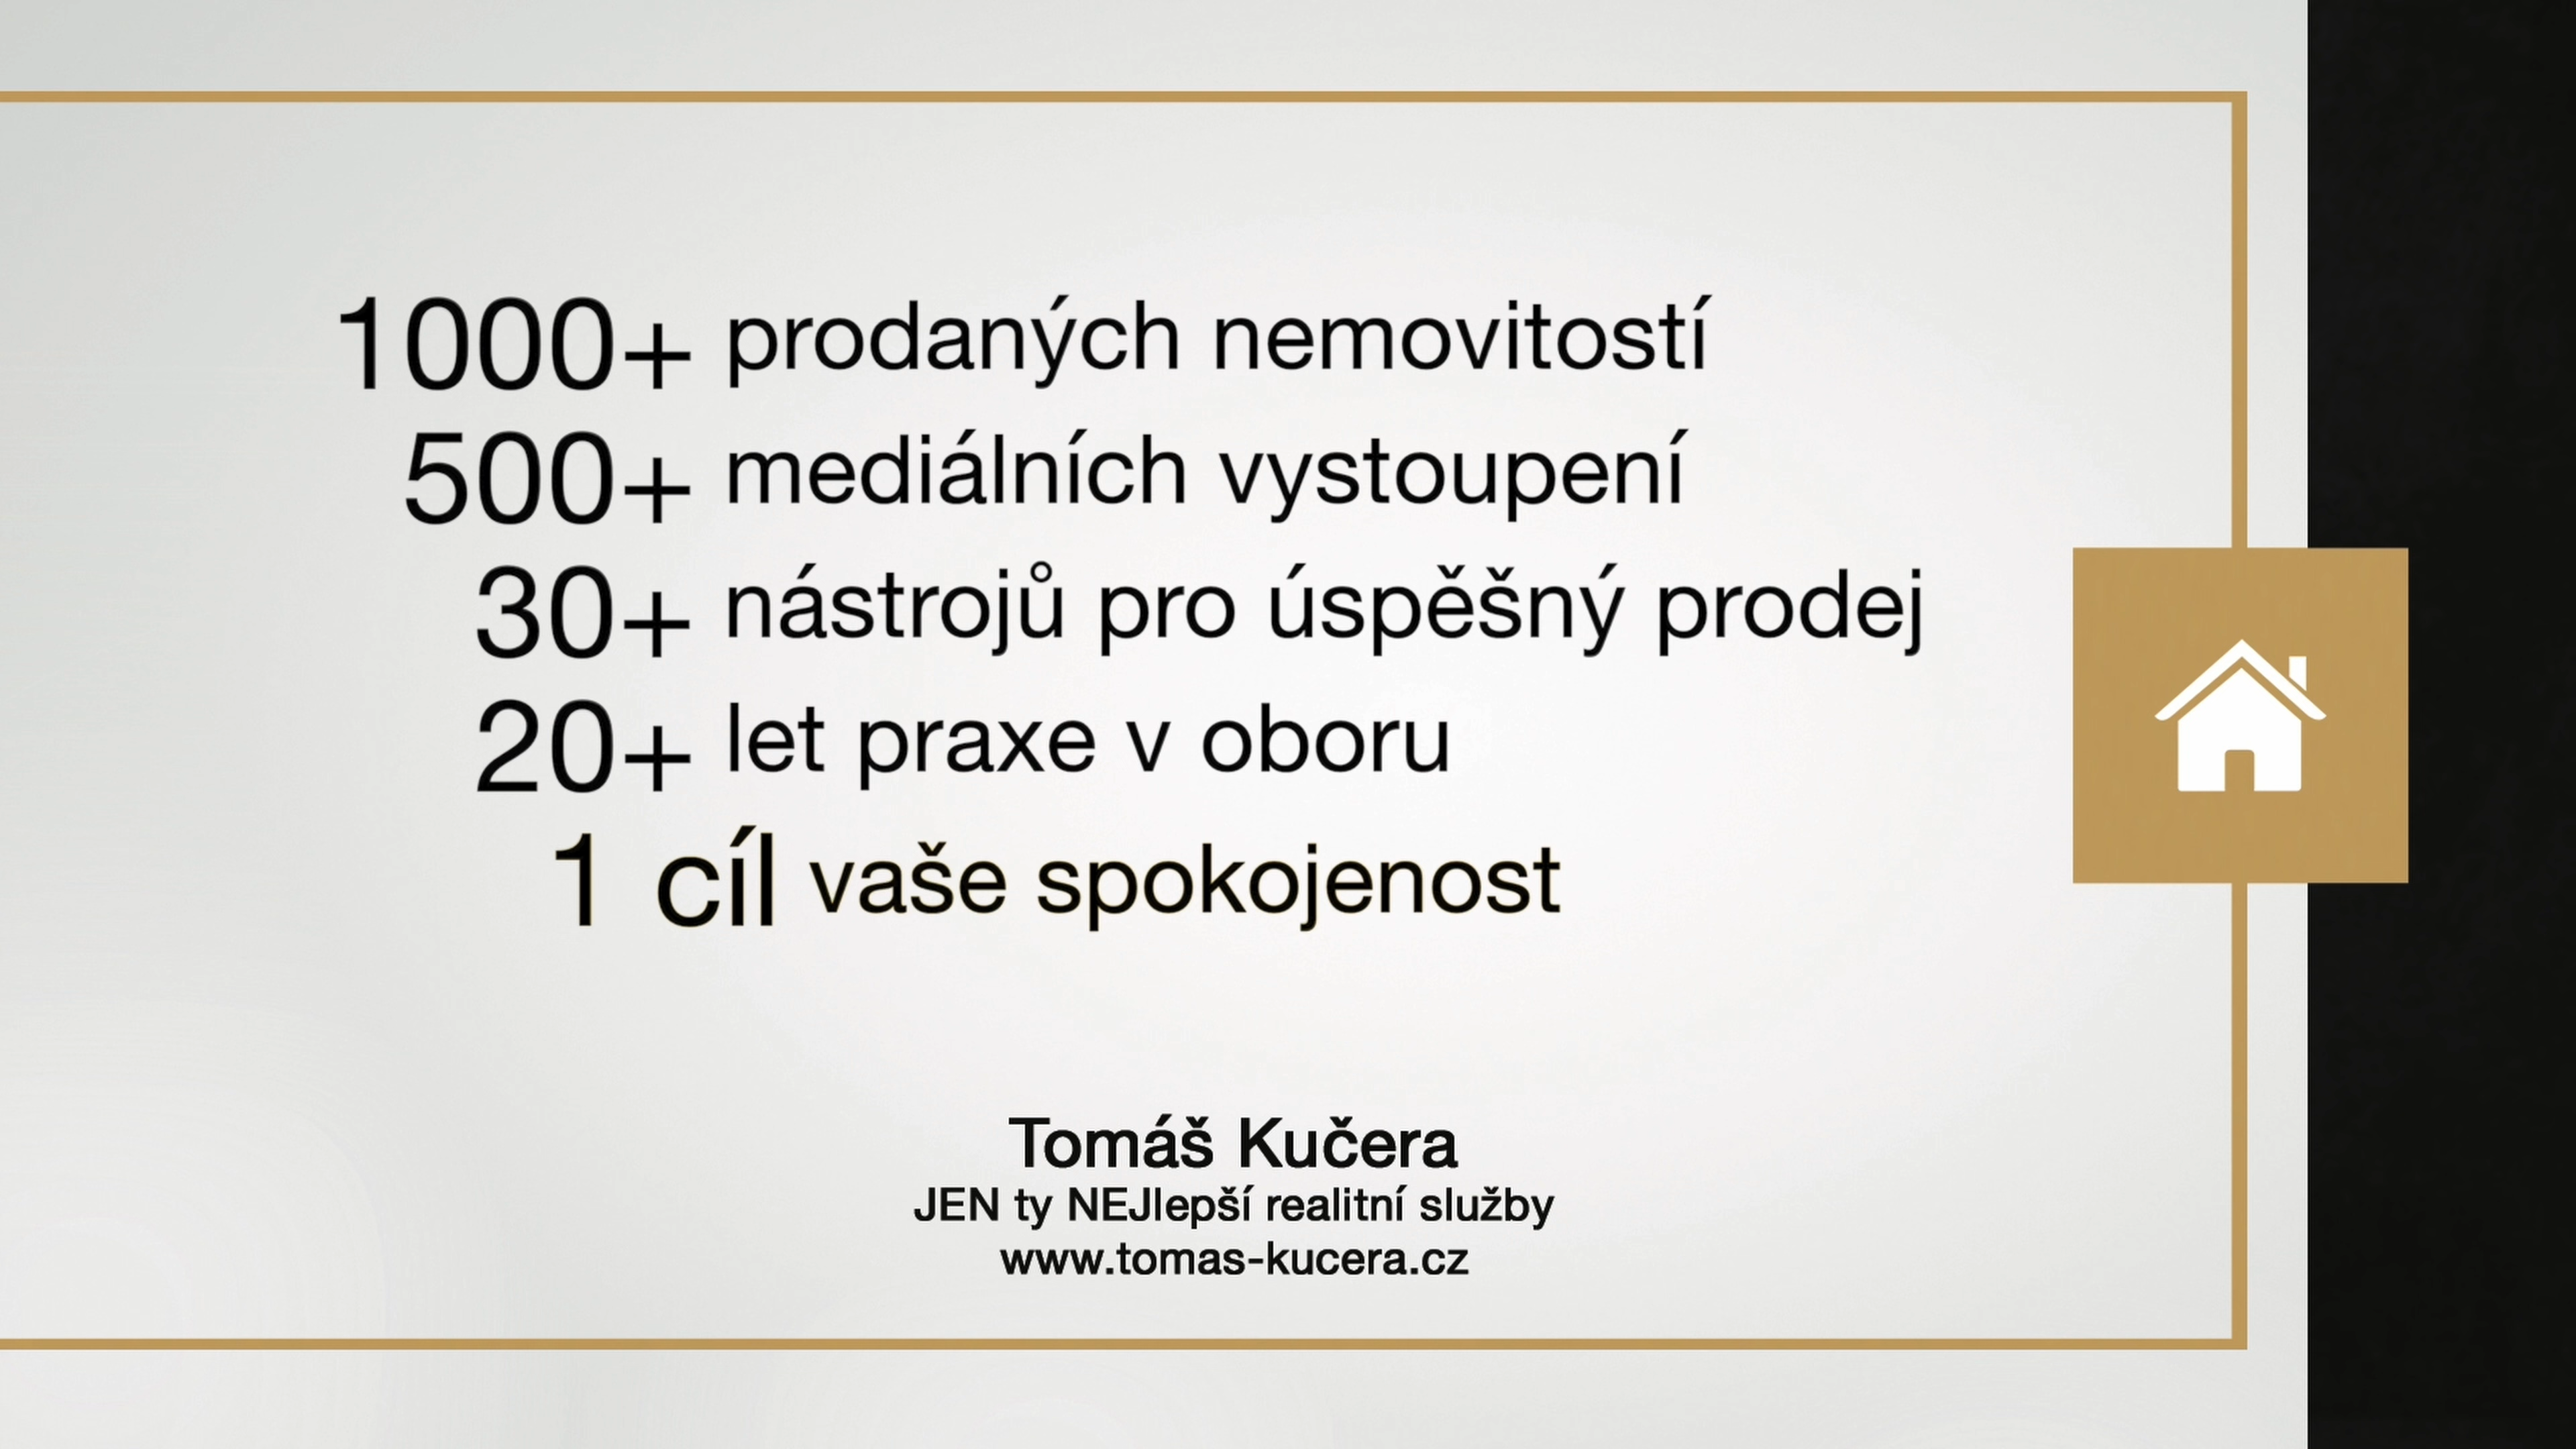 1000+ prodaných nemovitostí
500+ mediálních vystoupení
30+ nástrojů pro úspěšný prodej
20+ let praxe v oboru
1 cíl vaše spokojenost
Tomáš Kučera
JEN ty NEJlepší realitní služby
www.tomas-kucera.cz